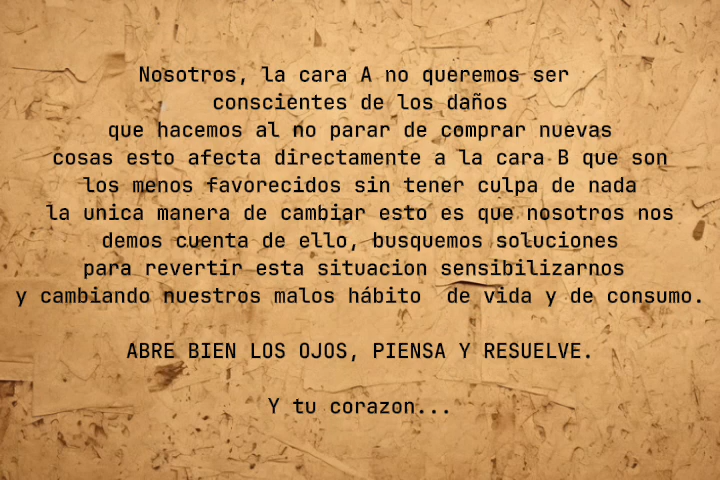 Nosotros, la cara A no queremos ser
conscientes de los daños
que hacemos al no parar de comprar nuevas
cosas esto afecta directamente a la cara B que son
los menos favorecidos sin tener culpa de nada
la unica manera de cambiar esto es que nosotros nos
demos cuenta de ello, busquemos soluciones
para revertir esta situacion sensibilizarnos
y cambiando nuestros malos hábito  de vida y de consumo.
ABRE BIEN LOS OJOS, PIENSA Y RESUELVE.
Y tu corazon...